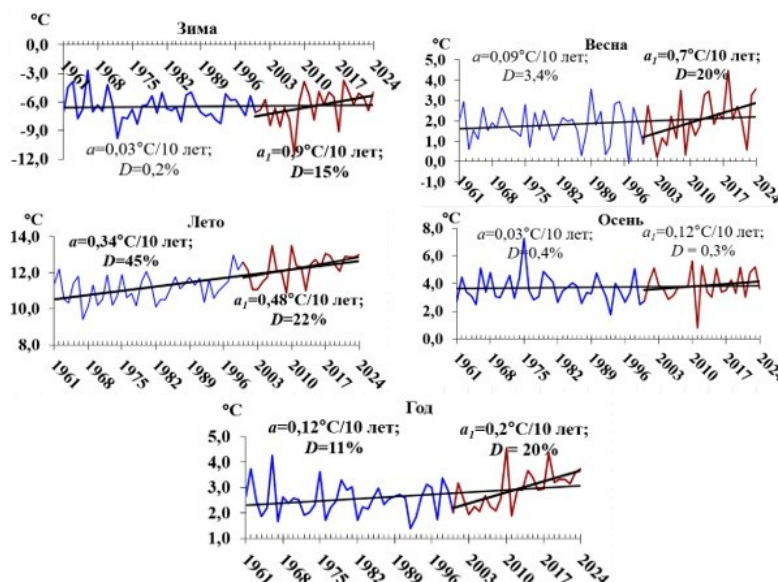 °C
Зима
0,0
-3,0
-6,0
-9,0
-12,0
1961
1968
1975
1982
1989
1996
2003
2010
2017
2024
a=0,03°C/10 лет;
D=0,2%
a1=0,9°C/10 лет;
D=15%
°C
Весна
a=0,09°C/10 лет;
D=3,4%
a1=0,7°C/10 лет;
D=20%
5,0
4,0
3,0
2,0
1,0
0,0
-1,0
1961
1968
1975
1982
1989
1996
2003
2010
2017
2024
°C
Лето
a=0,34°C/10 лет;
D=45%
a1=0,48°C/10 лет;
D=22%
14,0
12,0
10,0
8,0
1961
1968
1975
1982
1989
1996
2003
2010
2017
2024
°C
Осень
a=0,03°C/10 лет;
D=0,4%
a1=0,12°C/10 лет;
D = 0,3%
8,0
6,0
4,0
2,0
0,0
1961
1968
1975
1982
1989
1996
2003
2010
2017
2024
°C
Год
a=0,12°C/10 лет;
D=11%
a1=0,2°C/10 лет;
D = 20%
5,0
4,0
3,0
2,0
1,0
1961
1968
1975
1982
1989
1996
2003
2010
2017
2024